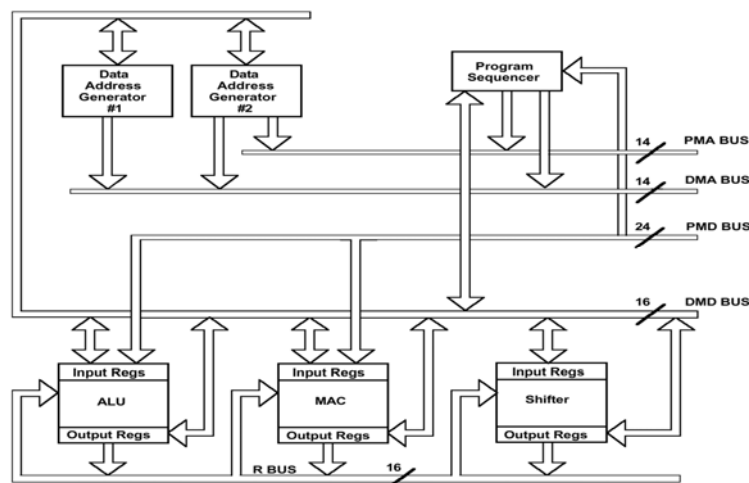 Data
Address
Generator
#1
Data
Address
Generator
#2
Program
Sequencer
14
PMA BUS
14
DMA BUS
24
PMD BUS
16
DMD BUS
Input Regs
ALU
Output Regs
Input Regs
MAC
Output Regs
Input Regs
Shifter
Output Regs
R BUS
16